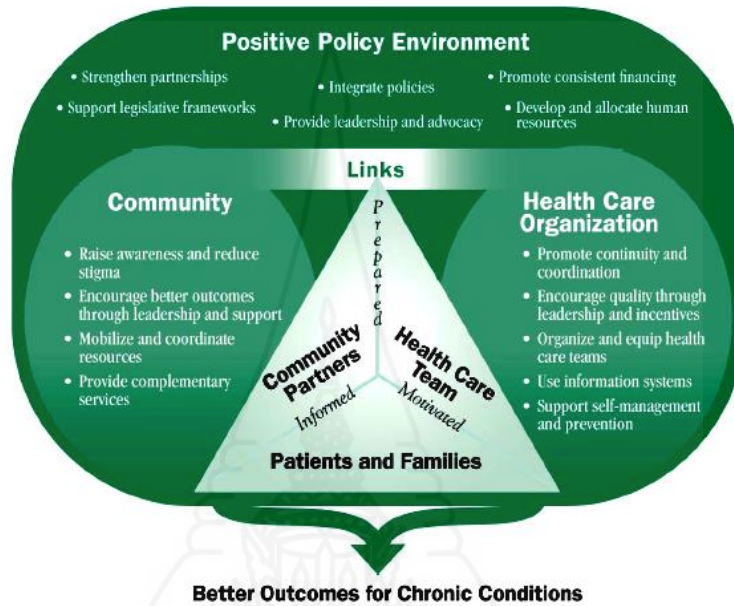 Positive Policy Environment
• Strengthen partnerships
• Support legislative frameworks
• Integrate policies
• Provide leadership and advocacy
• Promote consistent financing
• Develop and allocate human
resources
Links
Community
• Raise awareness and reduce
stigma
• Encourage better outcomes
through leadership and support
• Mobilize and coordinate
resources
• Provide complementary
services
Prepared
Community
Partners
Informed
Health Care
Team
Motivated
Patients and Families
Health Care
Organization
• Promote continuity and
coordination
• Encourage quality through
leadership and incentives
• Organize and equip health
care teams
• Use information systems
• Support self-management
and prevention
Better Outcomes for Chronic Conditions